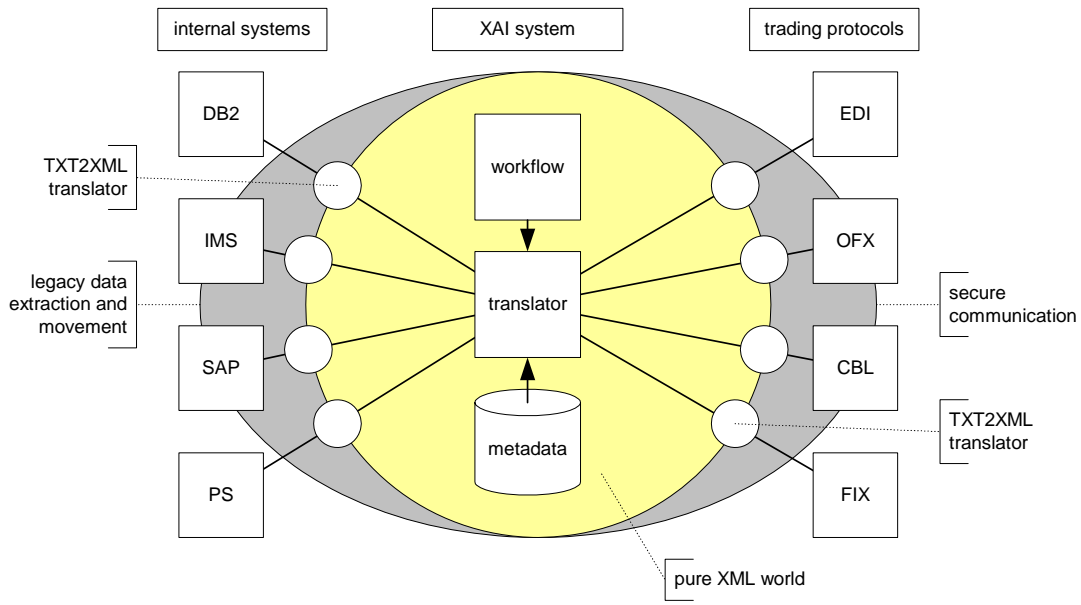 internal systems
XAI system
trading protocols
DB2
EDI
TXT2XML
translator
workflow
IMS
OFX
legacy data
extraction and
movement
translator
secure
communication
SAP
CBL
TXT2XML
translator
metadata
PS
FIX
pure XML world